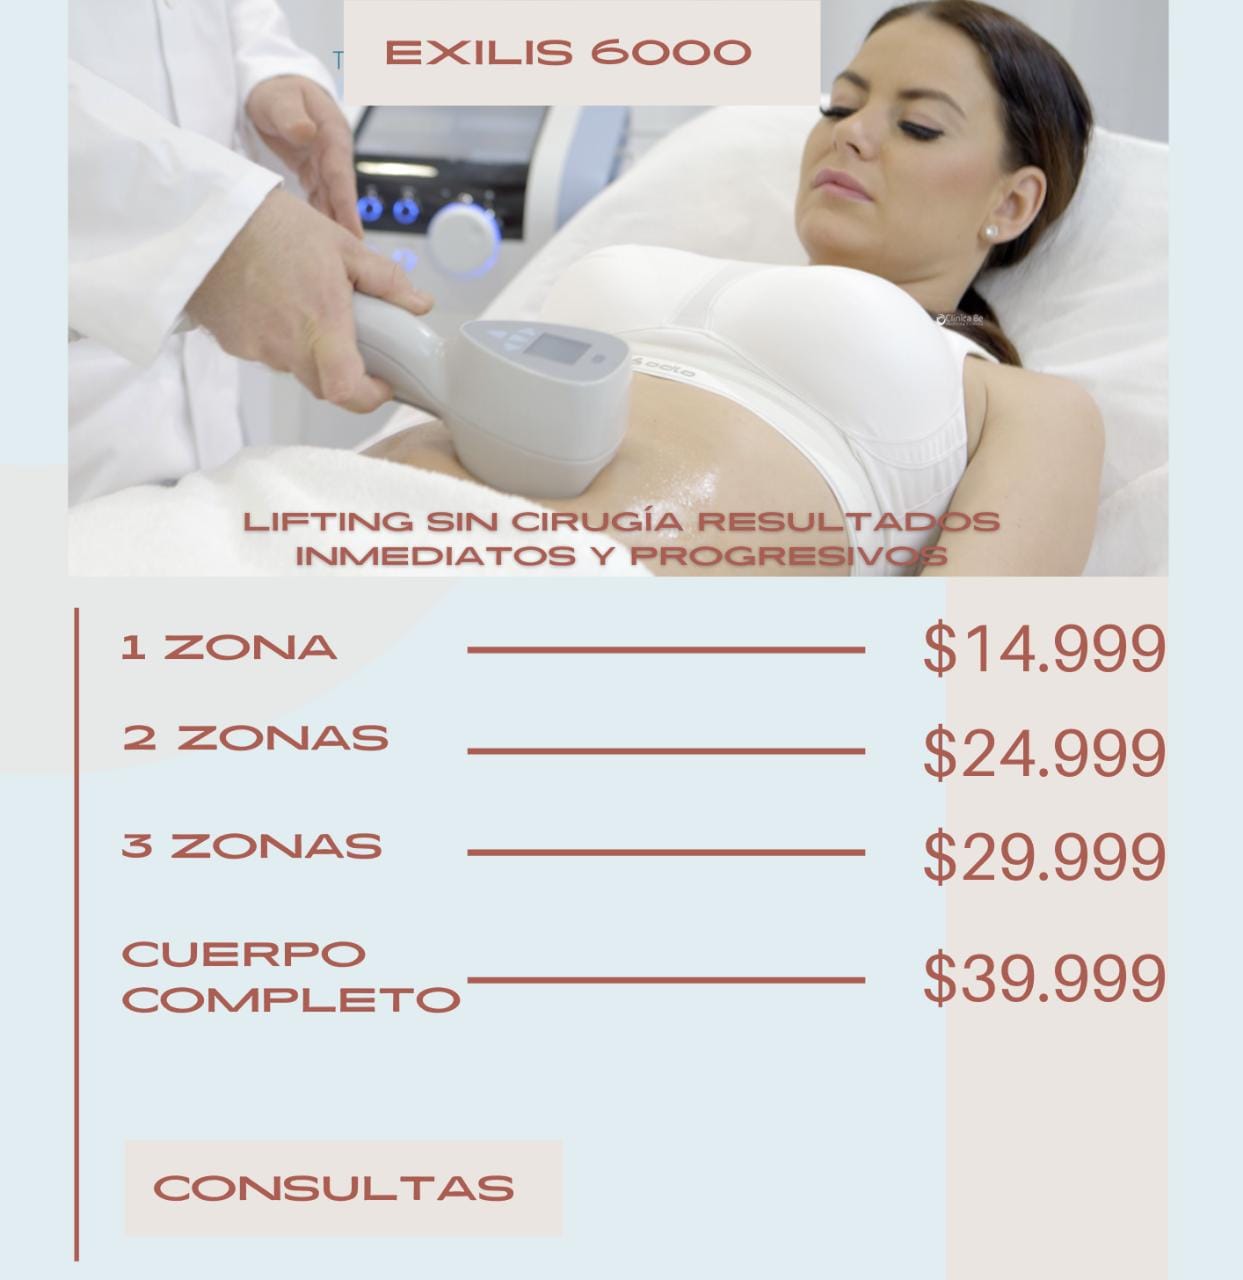 T
EXILIS 6000
Clínica Be
LIFTING SIN CIRUGÍA RESULTADOS
INMEDIATOS Y PROGRESIVOS
1 ZONA $14.999
2 ZONAS $24.999
3 ZONAS $29.999
CUERPO
COMPLETO $39.999
CONSULTAS